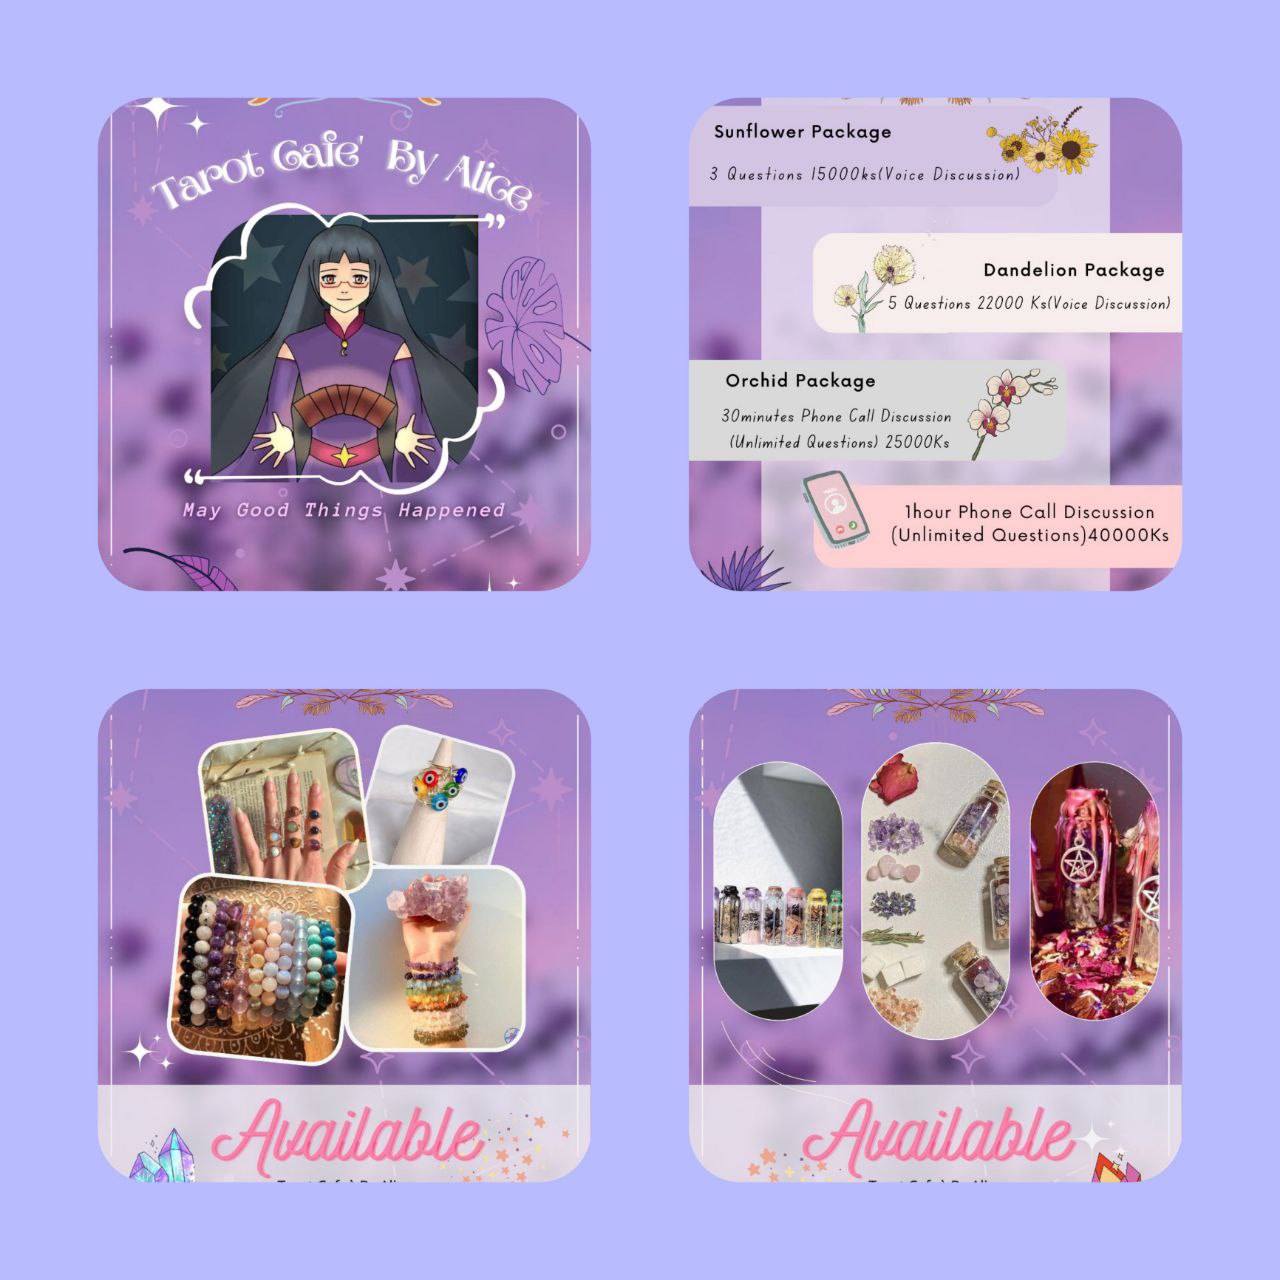 Tarot Cafe' By Alice
May Good Things Happened
Sunflower Package
3 Questions 15000ks(Voice Discussion)
Dandelion Package
5 Questions 22000 Ks(Voice Discussion)
Orchid Package
30minutes Phone Call Discussion
(Unlimited Questions) 25000Ks
1hour Phone Call Discussion
(Unlimited Questions)40000Ks
Available
Available